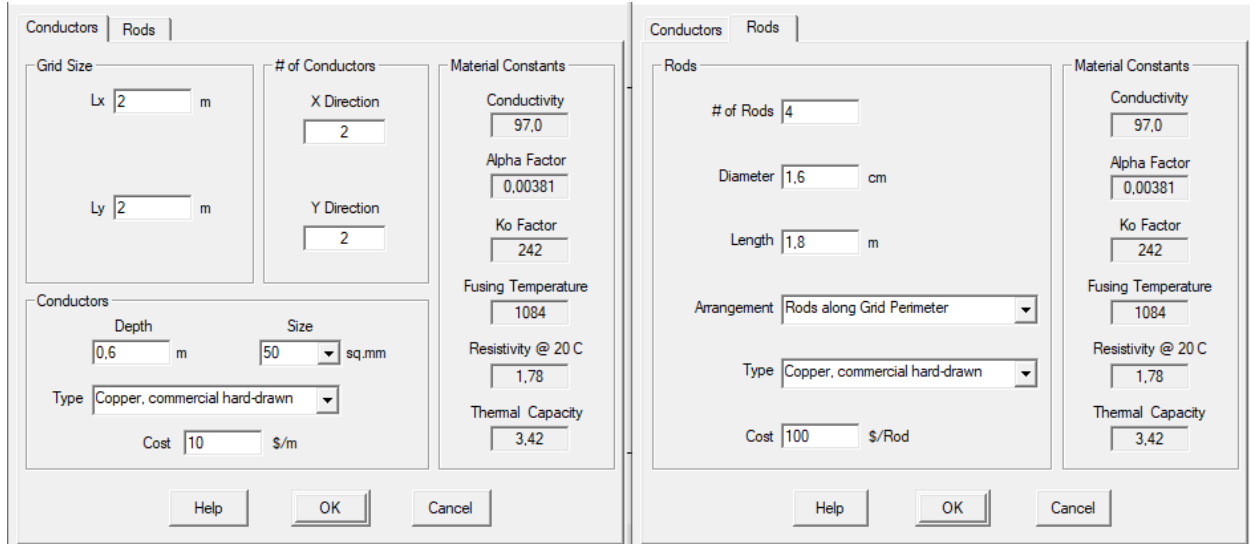 Conductors Rods
Grid Size
Lx 2 m
Ly 2 m
# of Conductors
X Direction
2
Y Direction
2
Conductors
Depth Size
0,6 m 50 sq.mm
Type Copper, commercial hard-drawn
Cost 10 $/m
Material Constants
Conductivity
97,0
Alpha Factor
0,00381
Ko Factor
242
Fusing Temperature
1084
Resistivity @ 20 C
1,78
Thermal Capacity
3,42
Help OK Cancel
Conductors Rods
Rods
# of Rods 4
Diameter 1,6 cm
Length 1,8 m
Arrangement Rods along Grid Perimeter
Type Copper, commercial hard-drawn
Cost 100 $/Rod
Material Constants
Conductivity
97,0
Alpha Factor
0,00381
Ko Factor
242
Fusing Temperature
1084
Resistivity @ 20 C
1,78
Thermal Capacity
3,42
Help OK Cancel